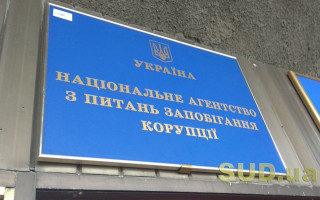 УКРАЇНА
НАЦІОНАЛЬНЕ АГЕНТСТВО
З ПИТАНЬ ЗАПОБІГАННЯ
КОРУПЦІЇ
SUD.ua